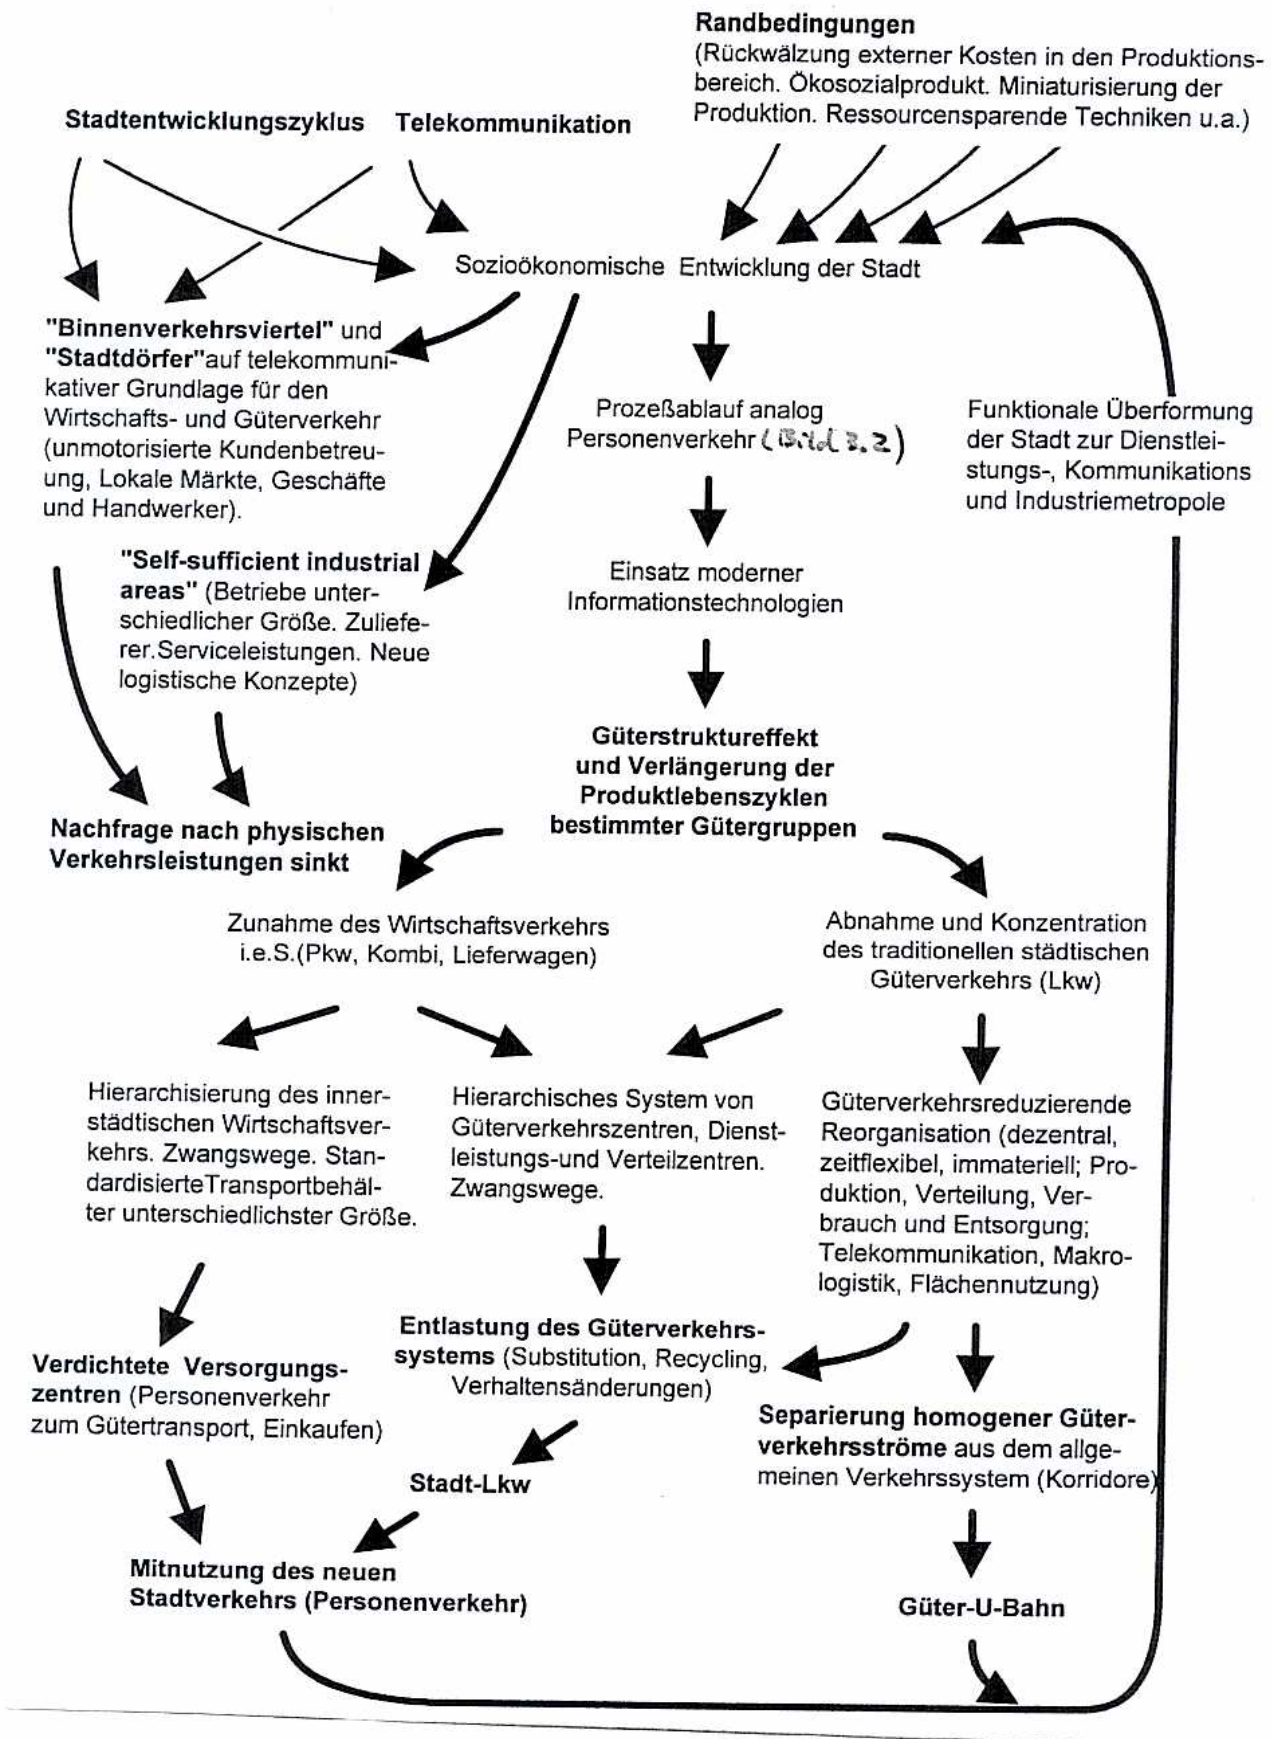 Randbedingungen
(Rückwälzung externer Kosten in den Produktions-
bereich. Ökosozialprodukt. Miniaturisierung der
Produktion. Ressourcensparende Techniken u.a.)
Stadtentwicklungszyklus
Telekommunikation
Sozioökonomische Entwicklung der Stadt
"Binnenverkehrsviertel" und
"Stadtdörfer"auf telekommuni-
kativer Grundlage für den
Wirtschafts- und Güterverkehr
(unmotorisierte Kundenbetreu-
ung, Lokale Märkte, Geschäfte
und Handwerker).
Prozeßablauf analog
Personenverkehr (Bild 3.2)
Funktionale Überformung
der Stadt zur Dienstlei-
stungs-, Kommunikations
und Industriemetropole
"Self-sufficient industrial
areas" (Betriebe unter-
schiedlicher Größe. Zuliefe-
rer.Serviceleistungen. Neue
logistische Konzepte)
Einsatz moderner
Informationstechnologien
Güterstruktureffekt
und Verlängerung der
Produktlebenszyklen
bestimmter Gütergruppen
Nachfrage nach physischen
Verkehrsleistungen sinkt
Zunahme des Wirtschaftsverkehrs
i.e.S.(Pkw, Kombi, Lieferwagen)
Abnahme und Konzentration
des traditionellen städtischen
Güterverkehrs (Lkw)
Hierarchisierung des inner-
städtischen Wirtschaftsver-
kehrs. Zwangswege. Stan-
dardisierteTransportbehäl-
ter unterschiedlichster Größe.
Hierarchisches System von
Güterverkehrszentren, Dienst-
leistungs-und Verteilzentren.
Zwangswege.
Güterverkehrsreduzierende
Reorganisation (dezentral,
zeitflexibel, immateriell; Pro-
duktion, Verteilung, Ver-
brauch und Entsorgung;
Telekommunikation, Makro-
logistik, Flächennutzung)
Verdichtete Versorgungs-
zentren (Personenverkehr
zum Gütertransport, Einkaufen)
Entlastung des Güterverkehrs-
systems (Substitution, Recycling,
Verhaltensänderungen)
Separierung homogener Güter-
verkehrsströme aus dem allge-
meinen Verkehrssystem (Korridore)
Stadt-Lkw
Mitnutzung des neuen
Stadtverkehrs (Personenverkehr)
Güter-U-Bahn